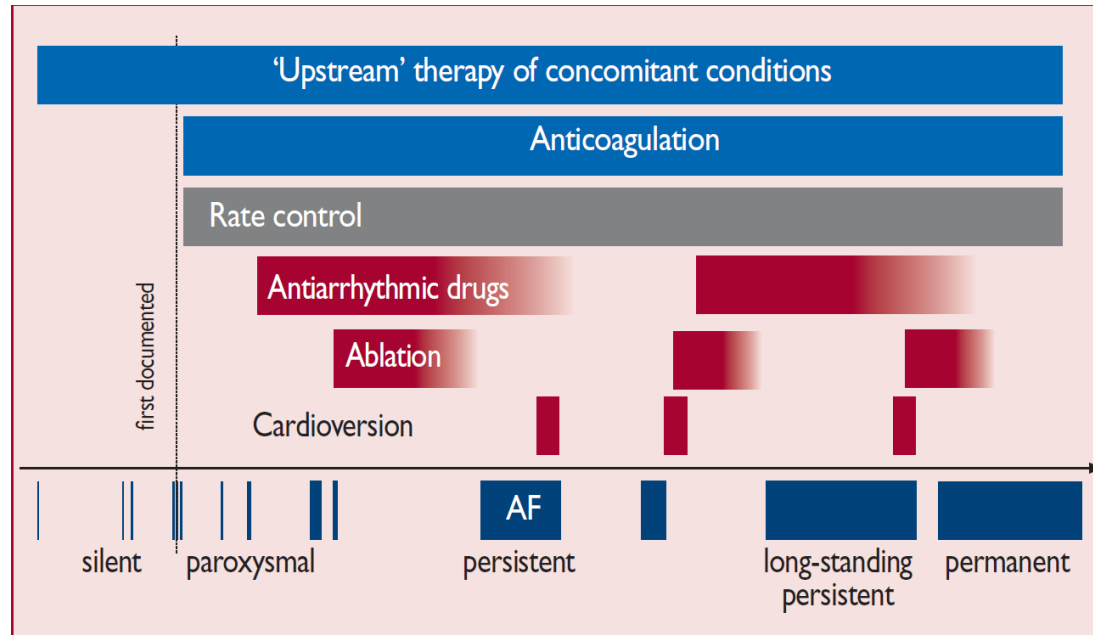 ‘Upstream’ therapy of concomitant conditions
Anticoagulation
Rate control
Antiarrhythmic drugs
Ablation
Cardioversion
first documented
AF
silent
paroxysmal
persistent
long-standing
persistent
permanent